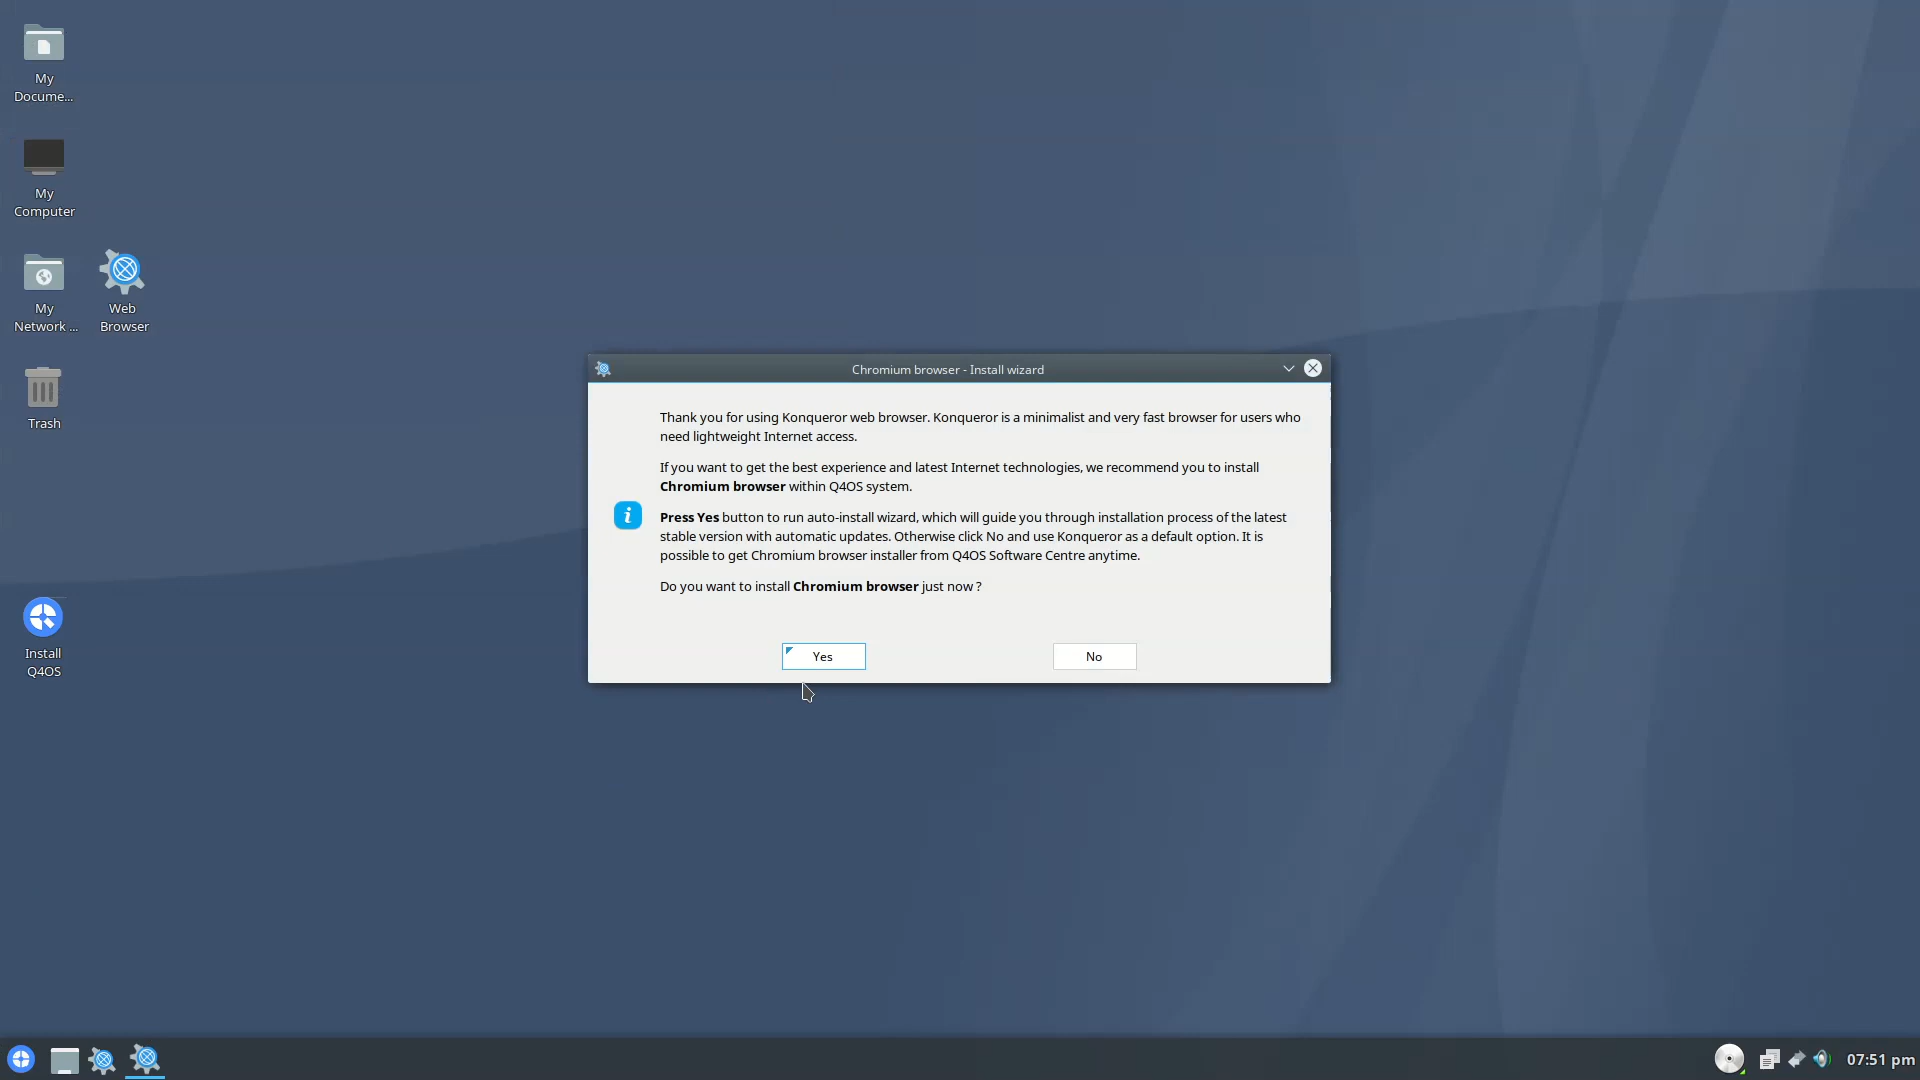 My
Docume...
My
Computer
My
Network ...
Web
Browser
Trash
Install
Q4OS
Chromium browser - Install wizard
Thank you for using Konqueror web browser. Konqueror is a minimalist and very fast browser for users who
need lightweight Internet access.
If you want to get the best experience and latest Internet technologies, we recommend you to install
Chromium browser within Q4OS system.
Press Yes button to run auto-install wizard, which will guide you through installation process of the latest
stable version with automatic updates. Otherwise click No and use Konqueror as a default option. It is
possible to get Chromium browser installer from Q4OS Software Centre anytime.
Do you want to install Chromium browser just now ?
Yes
No
07:51 pm